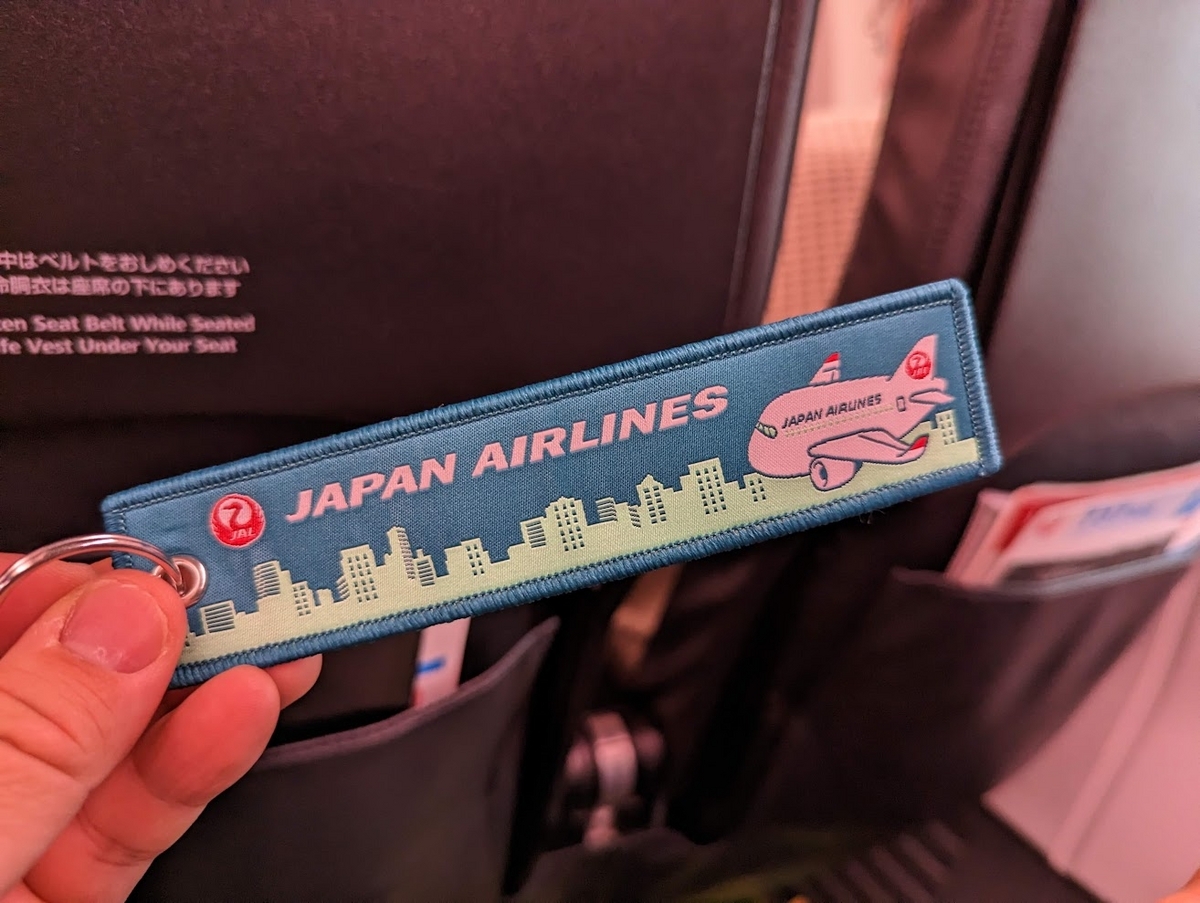 中はベルトをおしめください
命胴衣は座席の下にあります
ten Seat Belt While Seated
fe Vest Under Your Seat
JAPAN AIRLINES
JAL
JAPAN AIRLINES
JAL